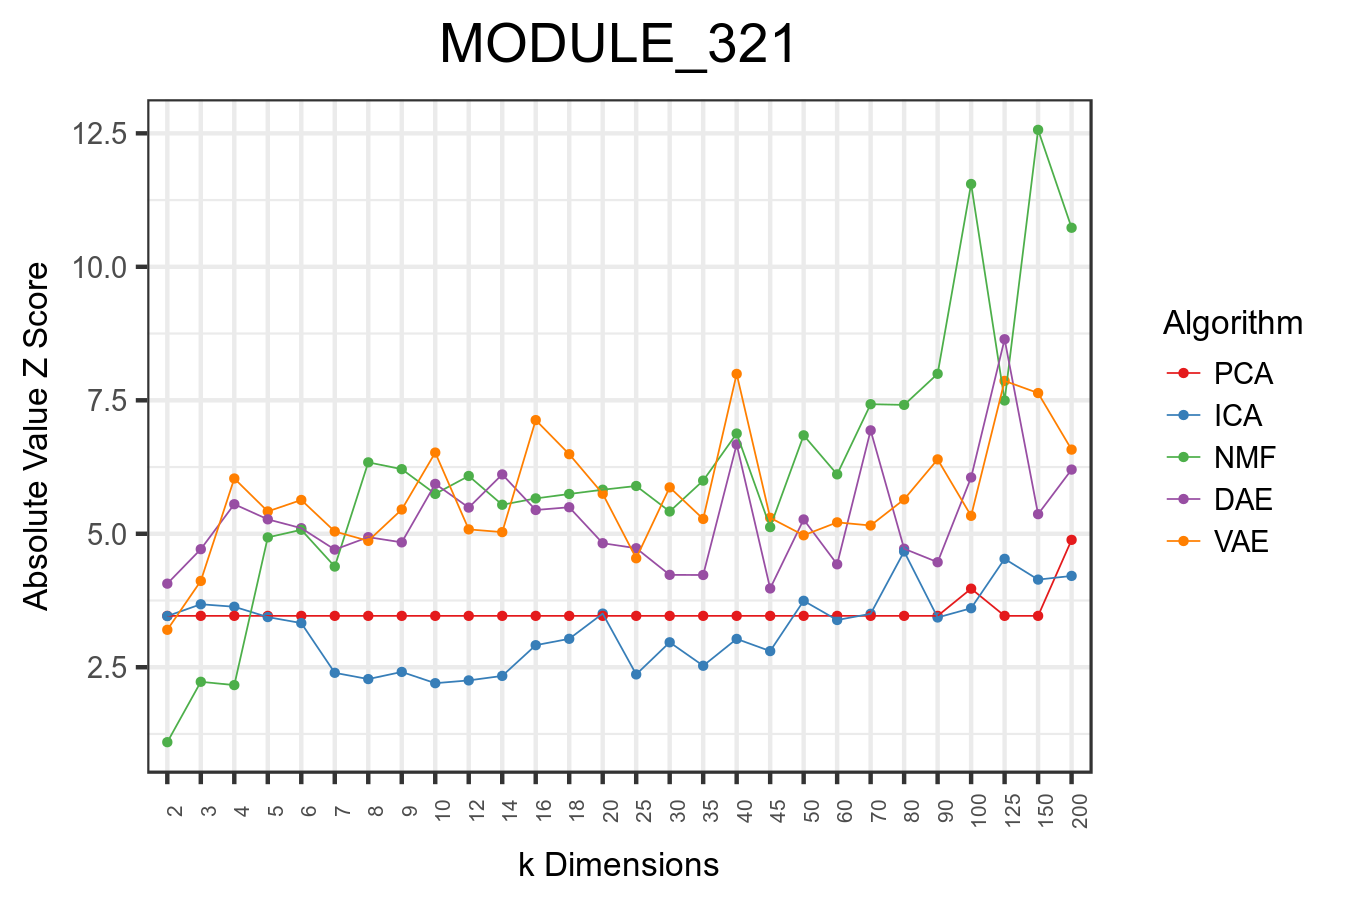 MODULE_321
Absolute Value Z Score
12.5
10.0
7.5
5.0
2.5
2 3 4 5 6 7 8 9 10 12 14 16 18 20 25 30 35 40 45 50 60 70 80 90 100 125 150 200
k Dimensions
Algorithm
PCA
ICA
NMF
DAE
VAE